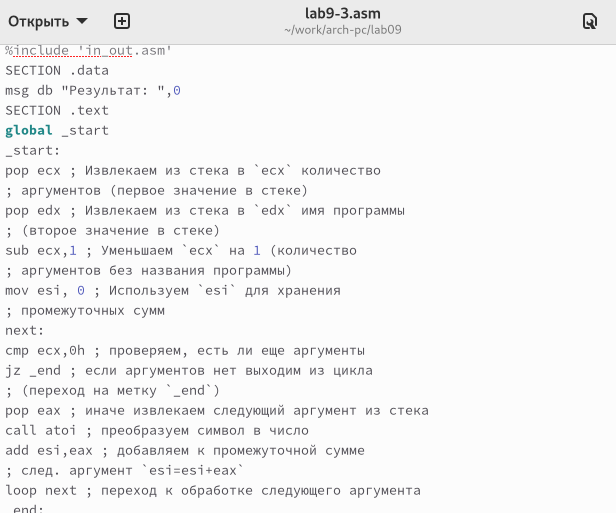 Открыть
lab9-3.asm
~/work/arch-pc/lab09
%include 'in_out.asm'
SECTION .data
msg db "Результат: ",0
SECTION .text
global _start
_start:
pop ecx ; Извлекаем из стека в `ecx` количество
; аргументов (первое значение в стеке)
pop edx ; Извлекаем из стека в `edx` имя программы
; (второе значение в стеке)
sub ecx,1 ; Уменьшаем `ecx` на 1 (количество
; аргументов без названия программы)
mov esi, 0 ; Используем `esi` для хранения
; промежуточных сумм
next:
cmp ecx,0h ; проверяем, есть ли еще аргументы
jz _end ; если аргументов нет выходим из цикла
; (переход на метку `_end`)
pop eax ; иначе извлекаем следующий аргумент из стека
call atoi ; преобразуем символ в число
add esi,eax ; добавляем к промежуточной сумме
; след. аргумент `esi=esi+eax`
loop next ; переход к обработке следующего аргумента
_end: